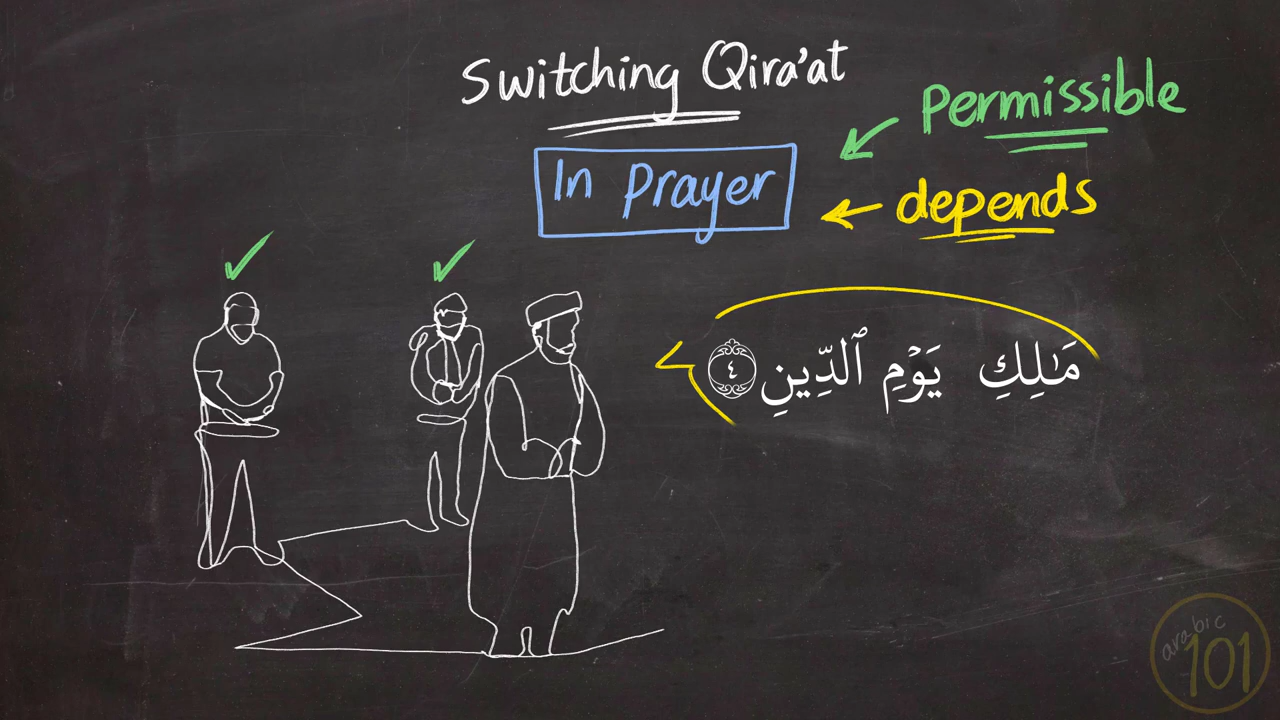 Switching Qira'at
In Prayer
Permissible
depends
مَـٰلِكِ يَوْمِ ٱلدِّينِ ٤
arabic
101